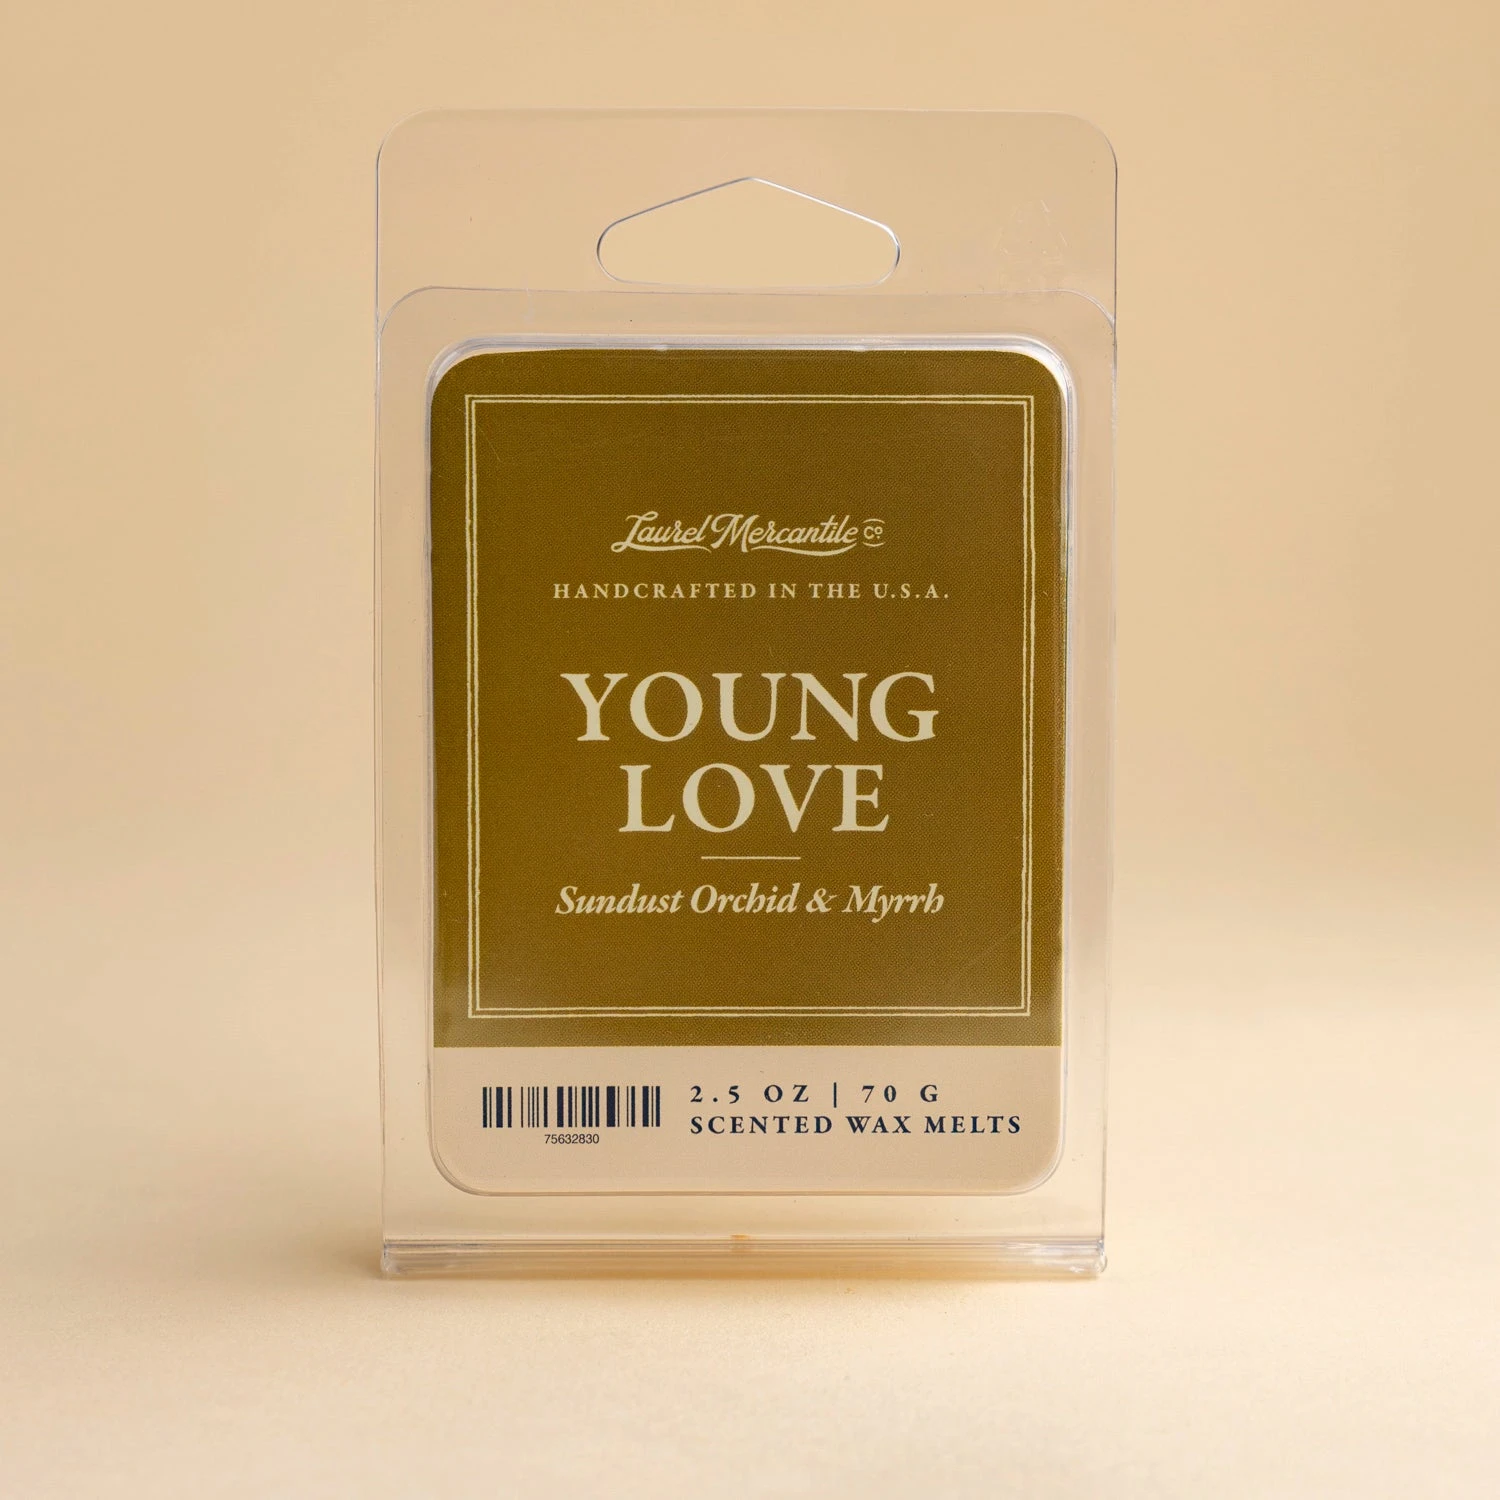 Laurel Mercantile Co.
HANDCRAFTED IN THE U.S.A.
YOUNG
LOVE
Sundust Orchid & Myrrh
2.5 OZ | 70 G
SCENTED WAX MELTS
75632830